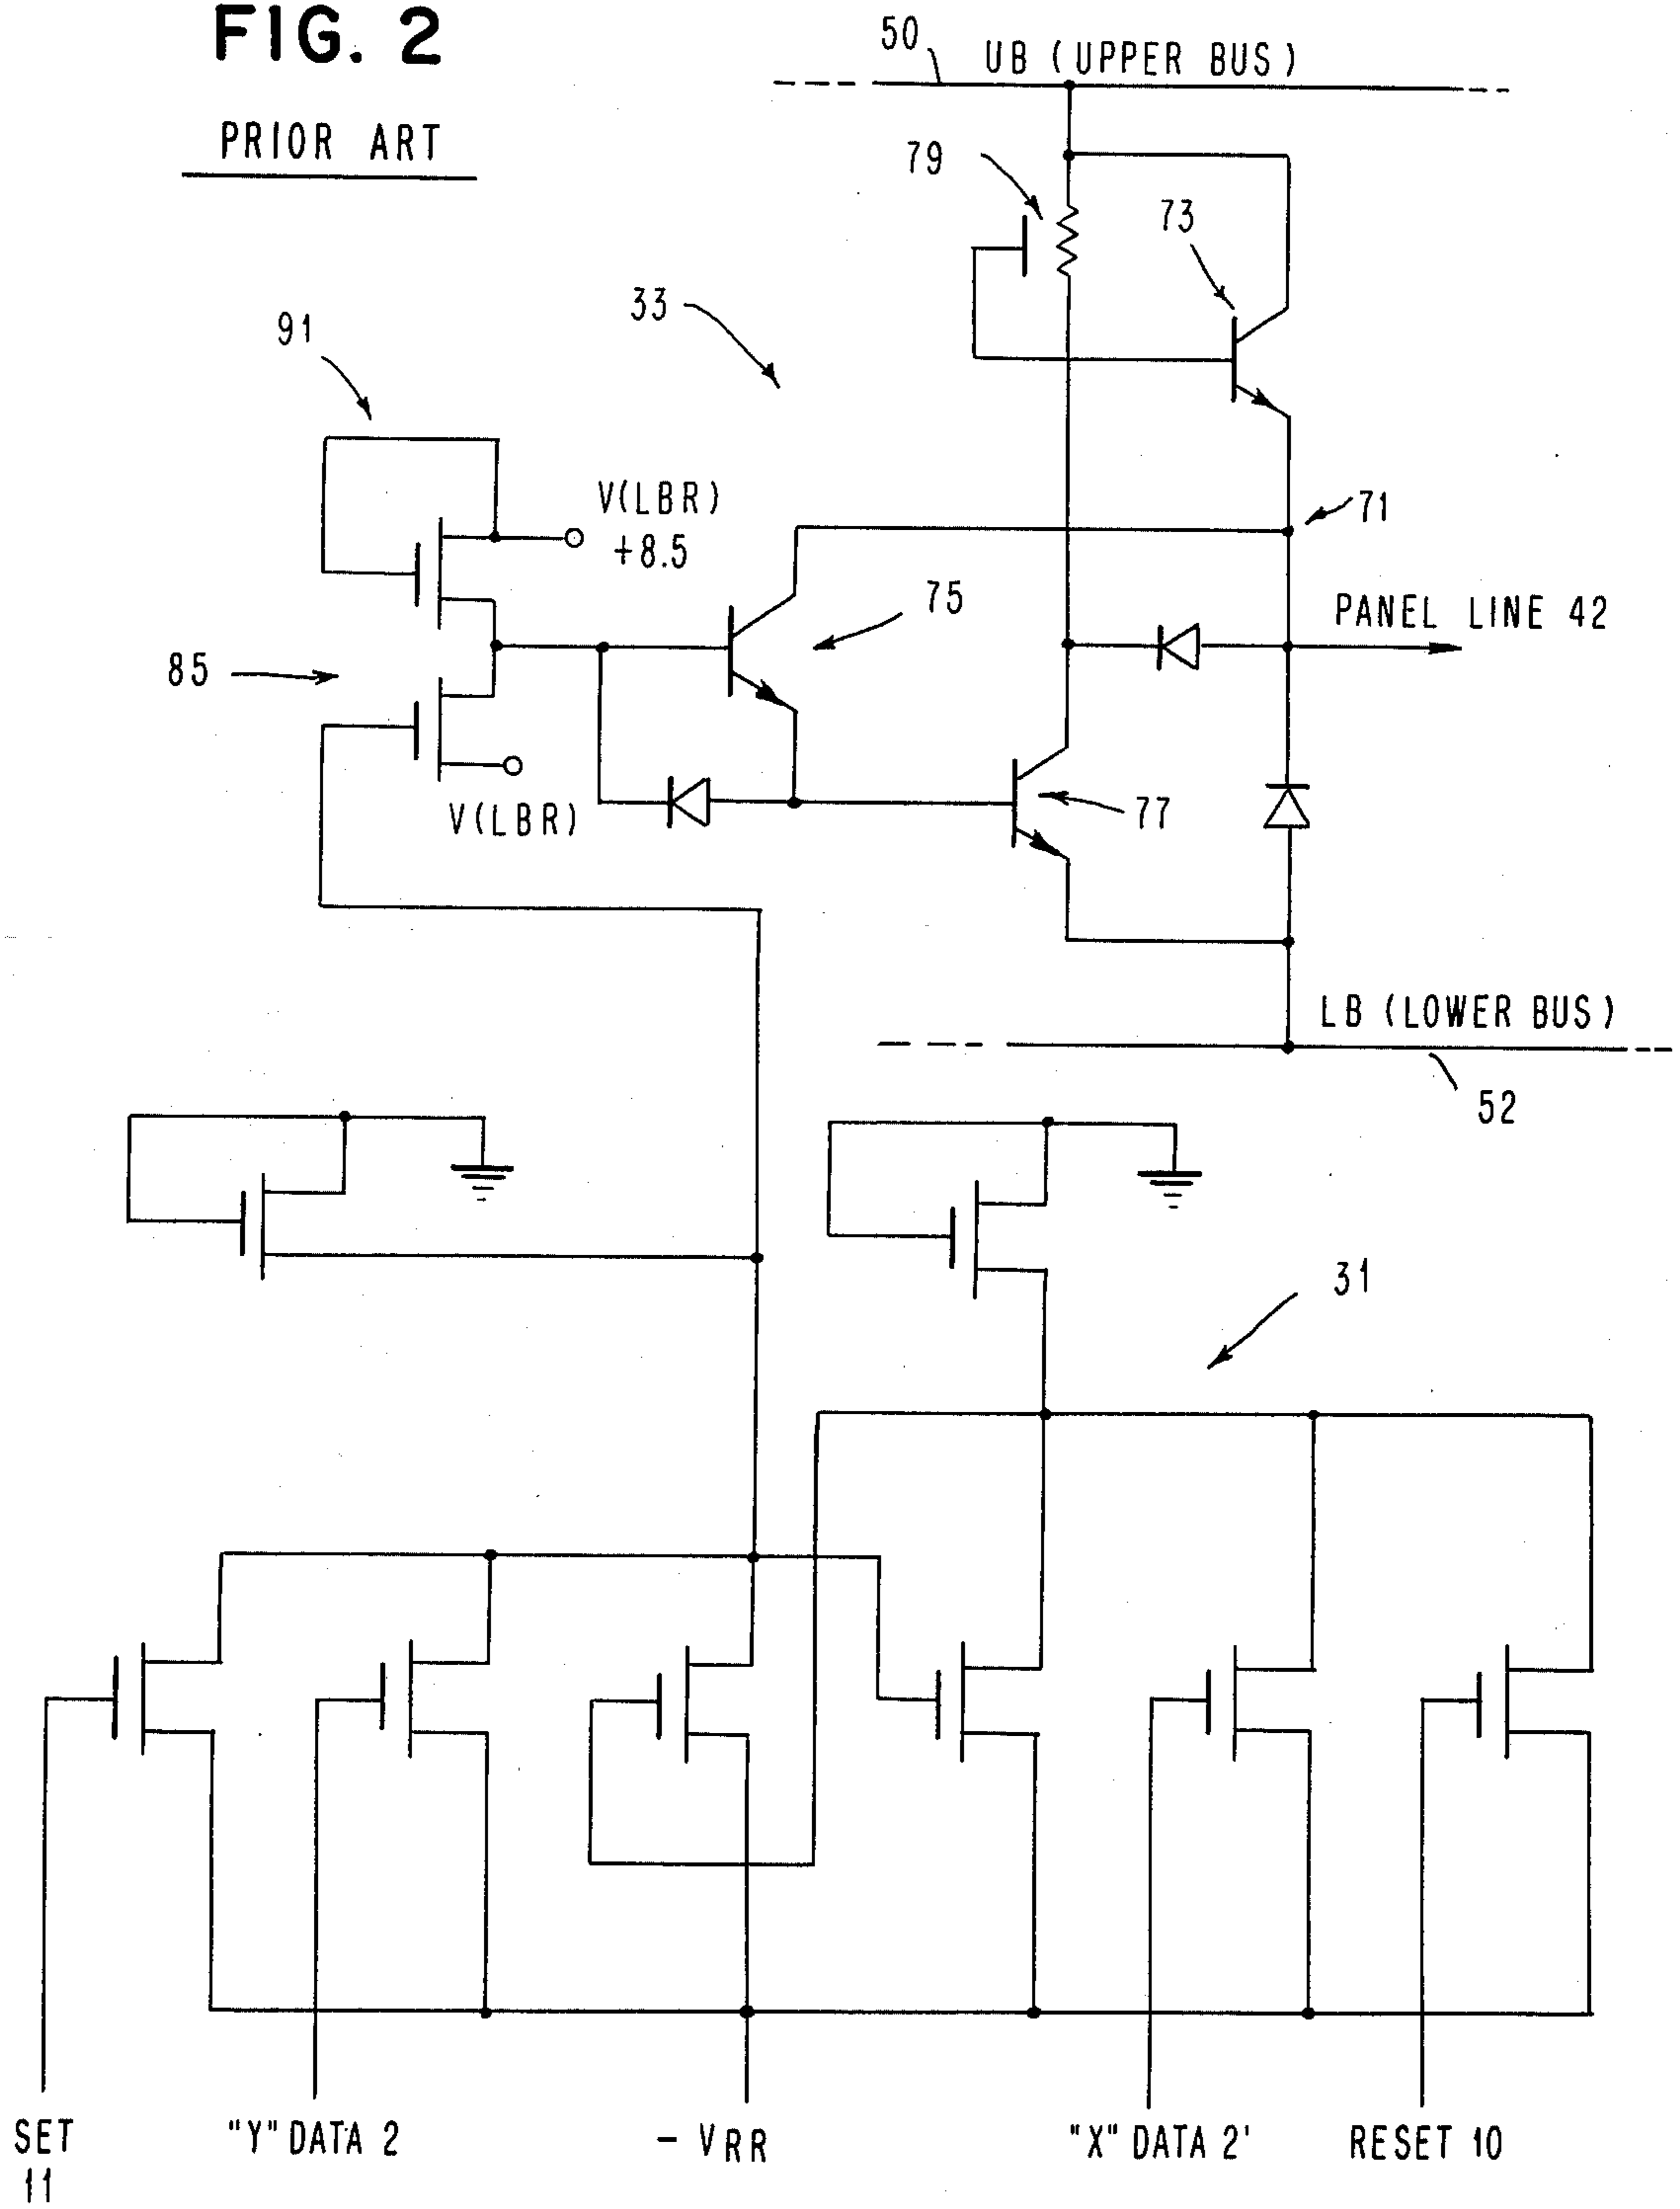 FIG. 2
PRIOR ART
50
UB (UPPER BUS)
79
73
33
91
V(LBR)
+8.5
71
75
PANEL LINE 42
85
77
V(LBR)
LB (LOWER BUS)
52
31
SET
11
"Y" DATA 2
- VRR
"X" DATA 2'
RESET 10